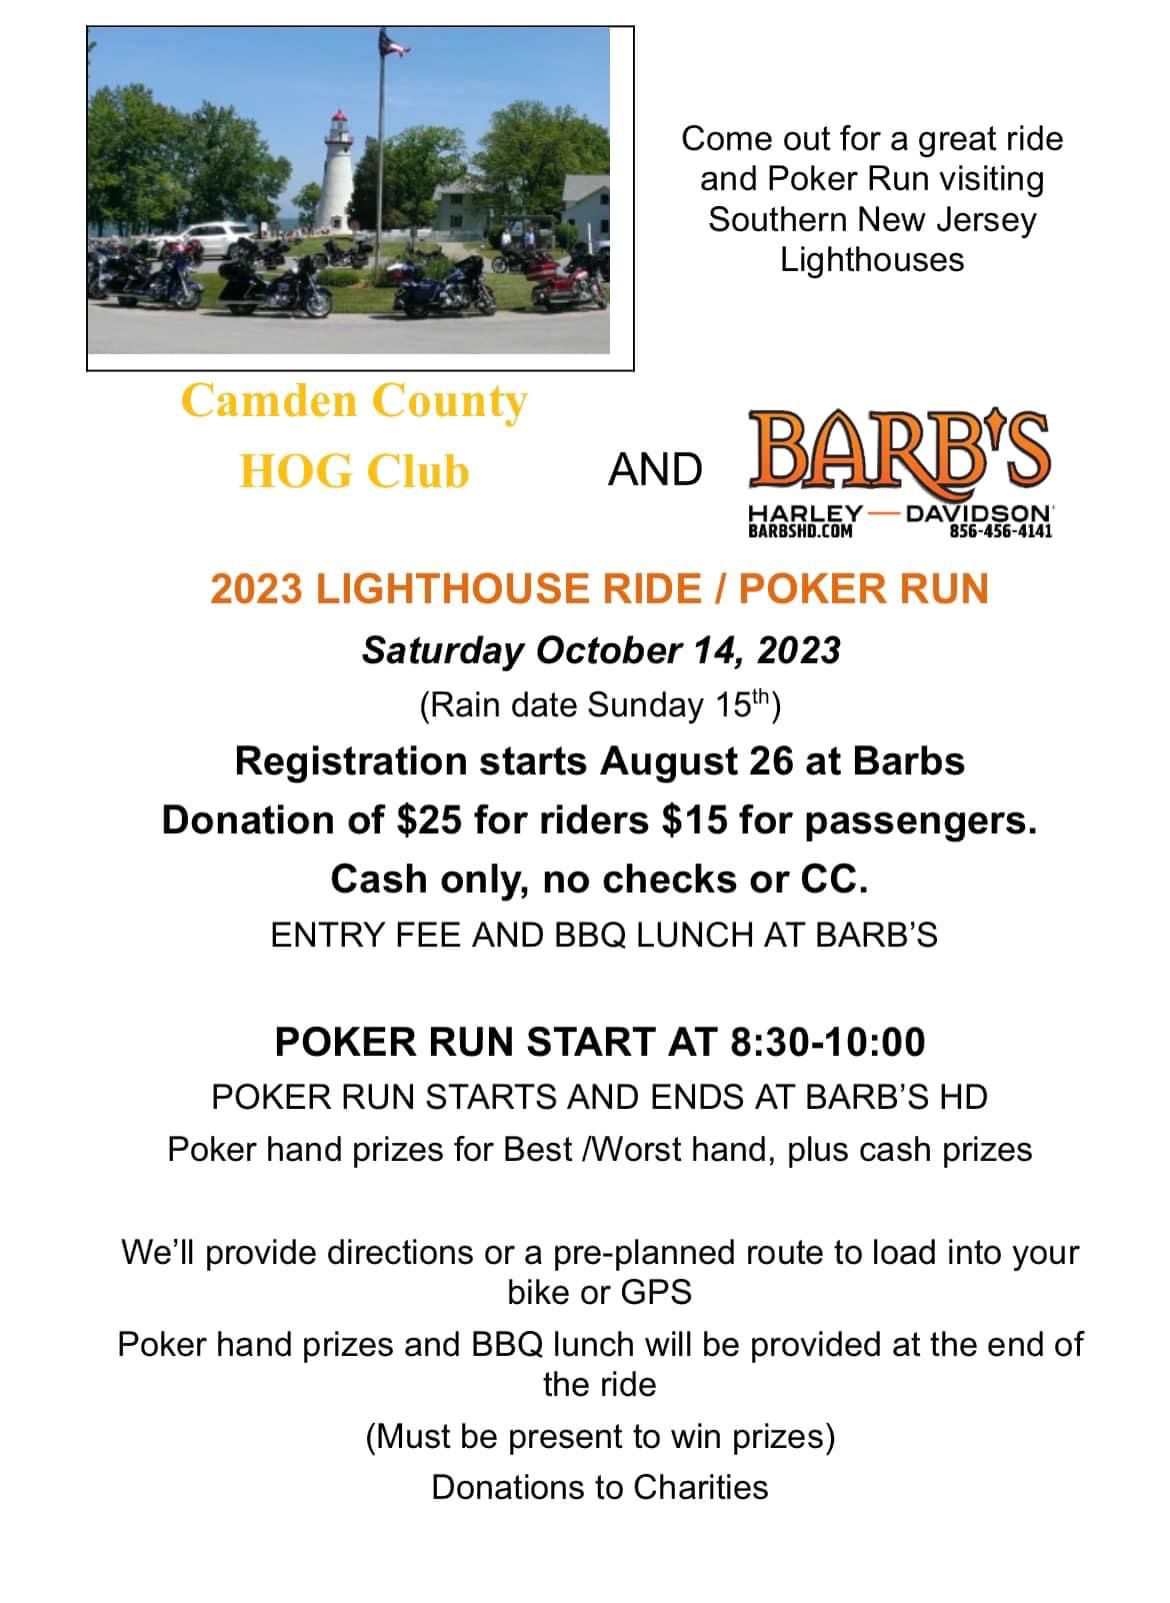 Come out for a great ride
and Poker Run visiting
Southern New Jersey
Lighthouses
Camden County
HOG Club
AND
BARB'S
HARLEY—DAVIDSON
BARBSHD.COM 856-456-4141
2023 LIGHTHOUSE RIDE / POKER RUN
Saturday October 14, 2023
(Rain date Sunday 15th)
Registration starts August 26 at Barbs
Donation of $25 for riders $15 for passengers.
Cash only, no checks or CC.
ENTRY FEE AND BBQ LUNCH AT BARB’S
POKER RUN START AT 8:30-10:00
POKER RUN STARTS AND ENDS AT BARB’S HD
Poker hand prizes for Best /Worst hand, plus cash prizes
We’ll provide directions or a pre-planned route to load into your
bike or GPS
Poker hand prizes and BBQ lunch will be provided at the end of
the ride
(Must be present to win prizes)
Donations to Charities